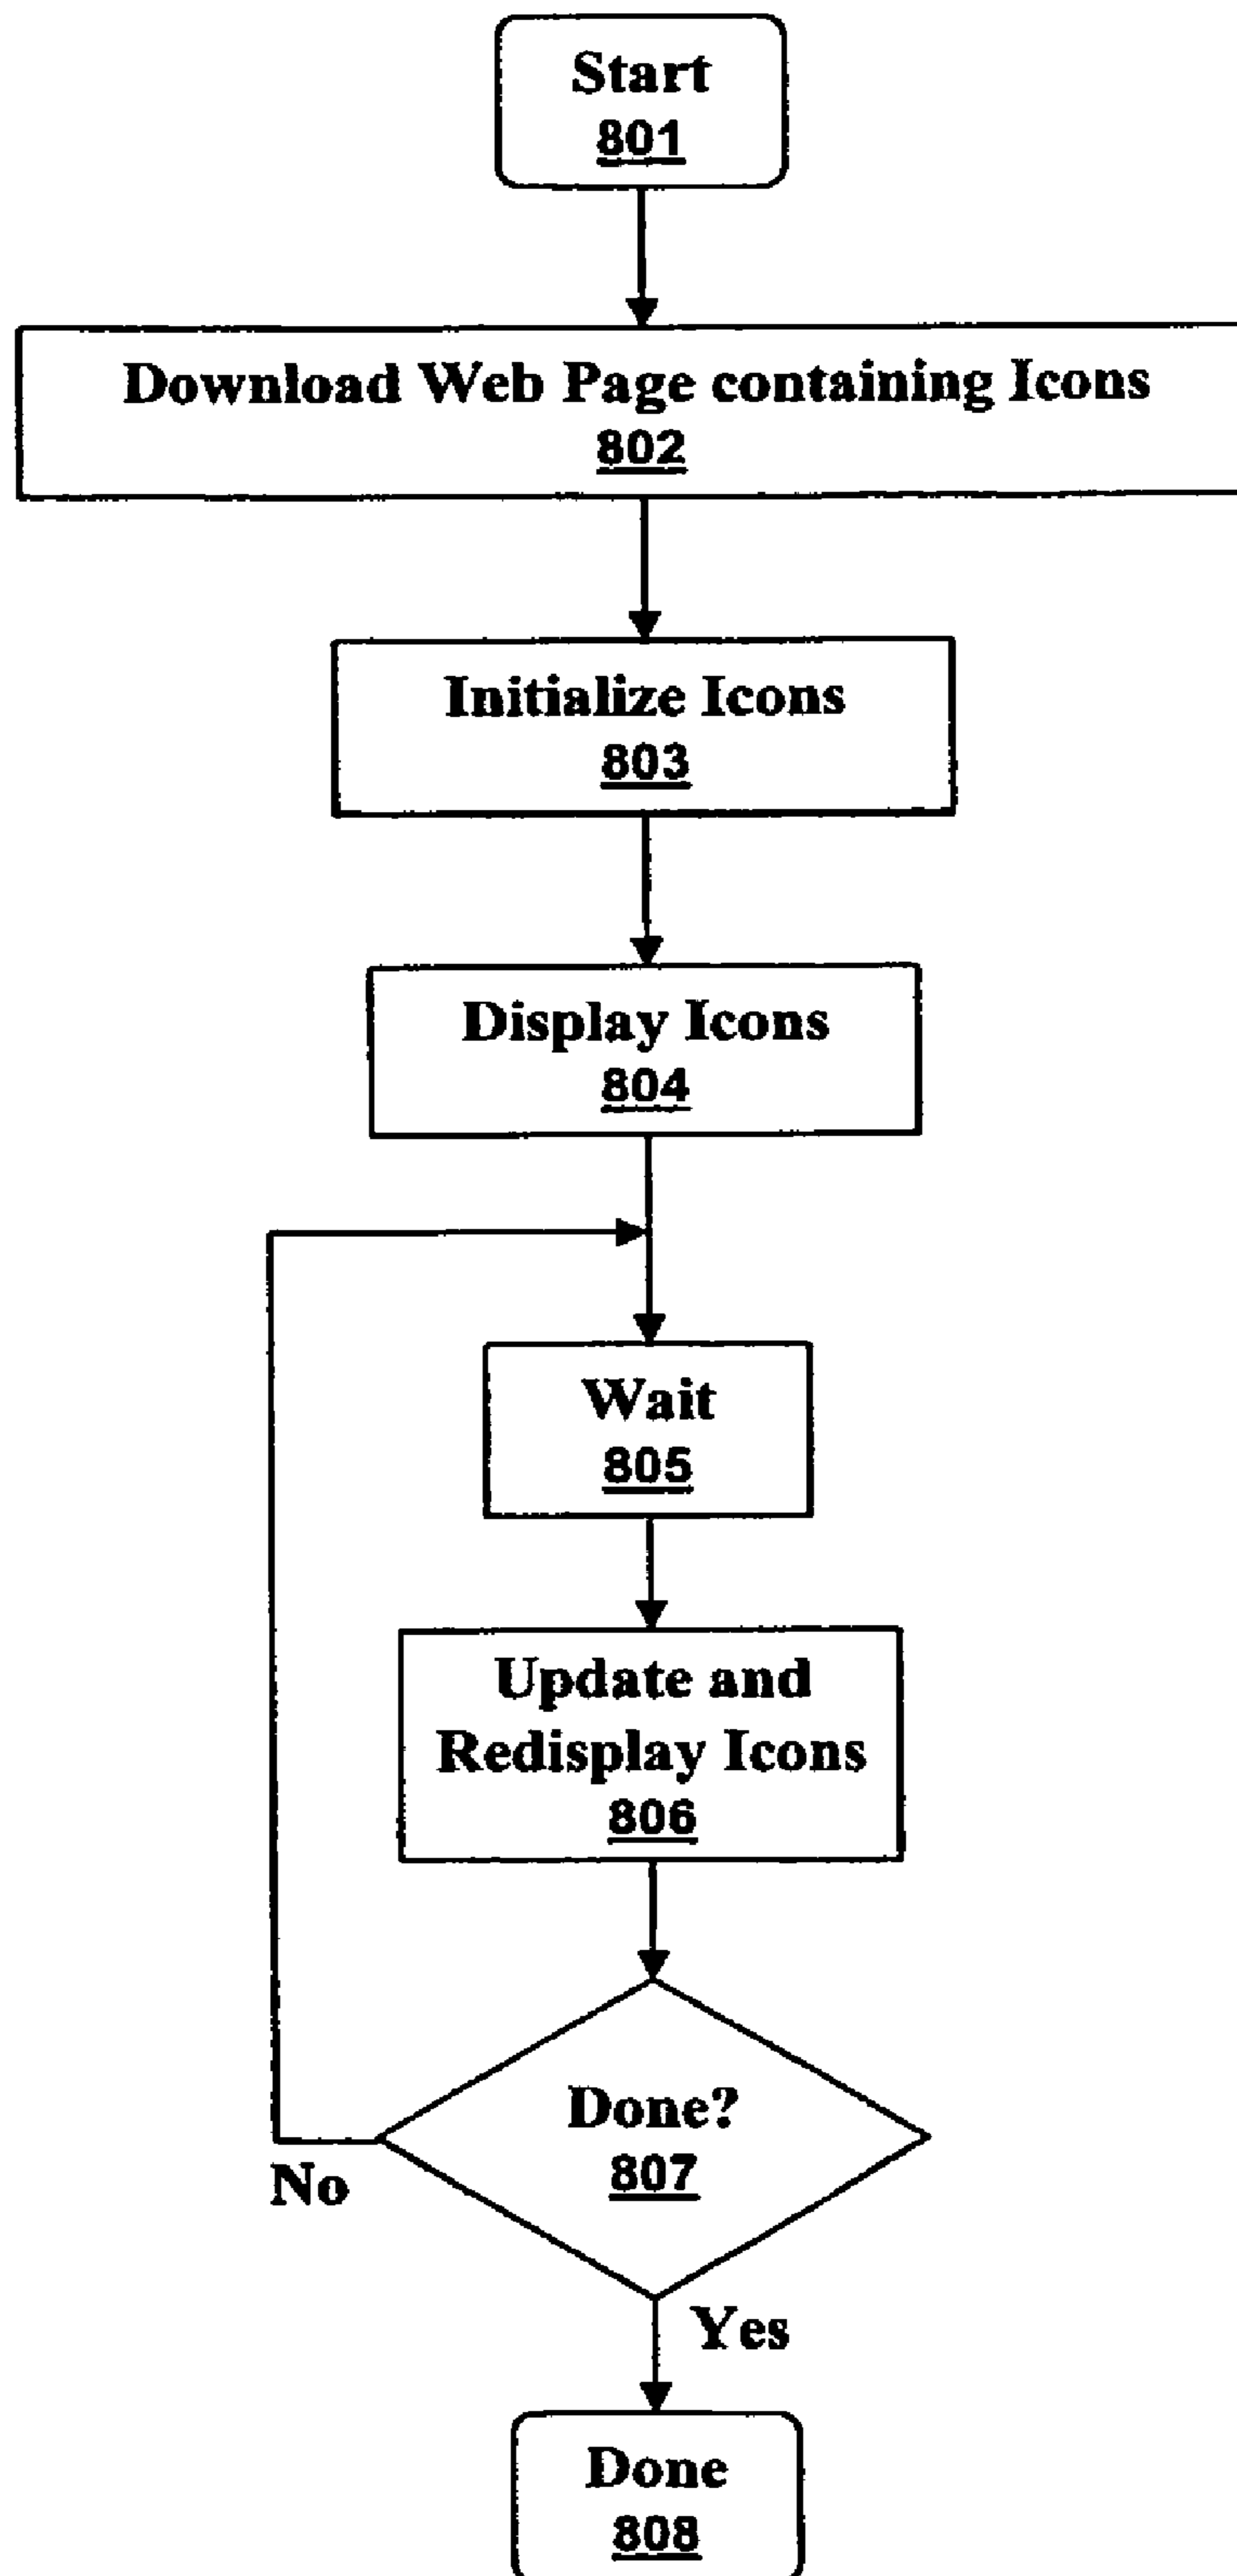 Start
801
Download Web Page containing Icons
802
Initialize Icons
803
Display Icons
804
Wait
805
Update and
Redisplay Icons
806
Done?
807
No
Yes
Done
808